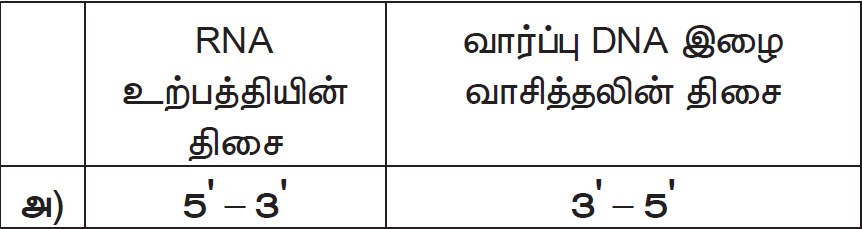 RNA உற்பத்தியின் திசை
வார்ப்பு DNA இழை வாசித்தலின் திசை
அ) 5' – 3' 3' – 5'